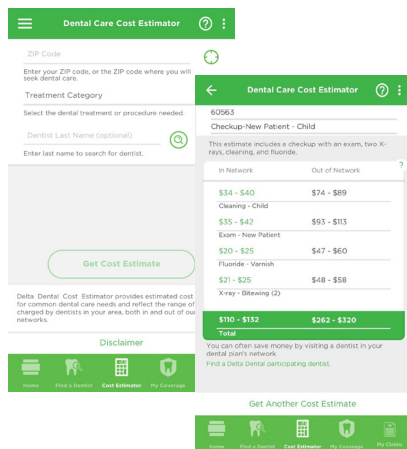 Dental Care Cost Estimator
ZIP Code
Enter your ZIP code, or the ZIP code where you will
seek dental care.
Treatment Category
Select the dental treatment or procedure needed.
Dentist Last Name (optional)
Enter last name to search for dentist.
Get Cost Estimate
Delta Dental Cost Estimator provides estimated cost
for common dental care needs and reflect the range of
charged by dentists in your area, both in and out of our
networks.
Disclaimer
Home Find a Dentist Cost Estimator My Coverage
Dental Care Cost Estimator
60563
Checkup-New Patient - Child
This estimate includes a checkup with an exam, two X-
rays, cleaning, and fluoride.
?
In Network Out of Network
$34 - $40 $74 - $89
Cleaning - Child
$35 - $42 $93 - $113
Exam - New Patient
$20 - $25 $47 - $60
Fluoride - Varnish
$21 - $25 $48 - $58
X-ray - Bitewing (2)
$110 - $132 $262 - $320
Total
You can often save money by visiting a dentist in your
dental plan's network
Find a Delta Dental participating dentist.
Get Another Cost Estimate
Home Find a Dentist Cost Estimator My Coverage My Claims